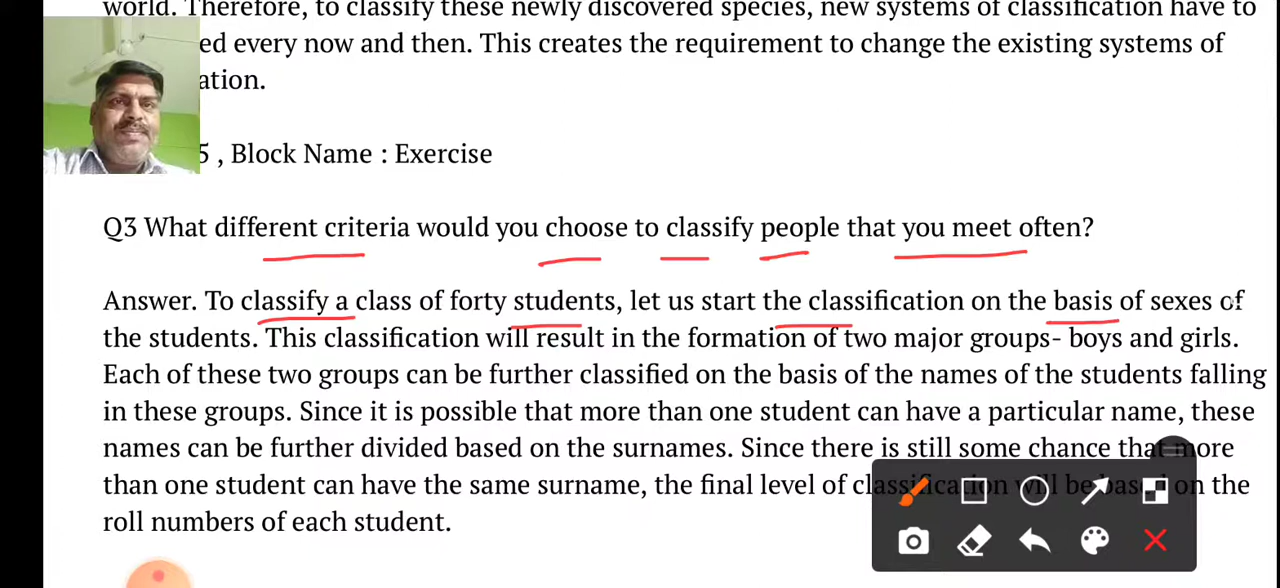 world. Therefore, to classify these newly discovered species, new systems of classification have to
ed every now and then. This creates the requirement to change the existing systems of
ation.
5 , Block Name : Exercise
Q3 What different criteria would you choose to classify people that you meet often?
Answer. To classify a class of forty students, let us start the classification on the basis of sexes of
the students. This classification will result in the formation of two major groups- boys and girls.
Each of these two groups can be further classified on the basis of the names of the students falling
in these groups. Since it is possible that more than one student can have a particular name, these
names can be further divided based on the surnames. Since there is still some chance that more
than one student can have the same surname, the final level of classification will be based on the
roll numbers of each student.